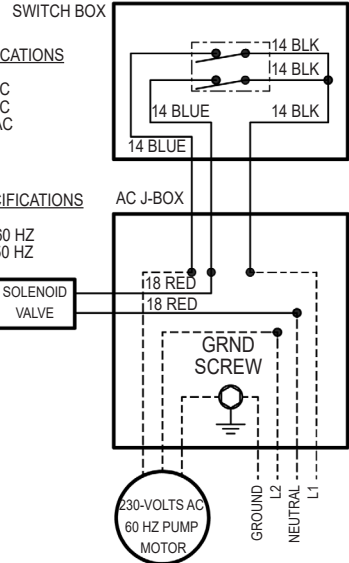 SWITCH BOX
CATIONS
C
C
AC
14 BLK
14 BLK
14 BLUE
14 BLK
14 BLUE
CIFICATIONS
AC J-BOX
60 HZ
50 HZ
SOLENOID
VALVE
18 RED
18 RED
GRND
SCREW
230-VOLTS AC
60 HZ PUMP
MOTOR
GROUND
L2
NEUTRAL
L1